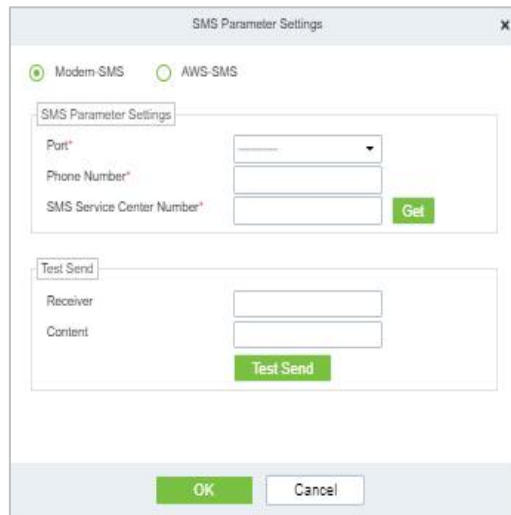 SMS Parameter Settings x
Modem-SMS AWS-SMS
SMS Parameter Settings
Port* ---------
Phone Number*
SMS Service Center Number* Get
Test Send
Receiver
Content
Test Send
OK Cancel